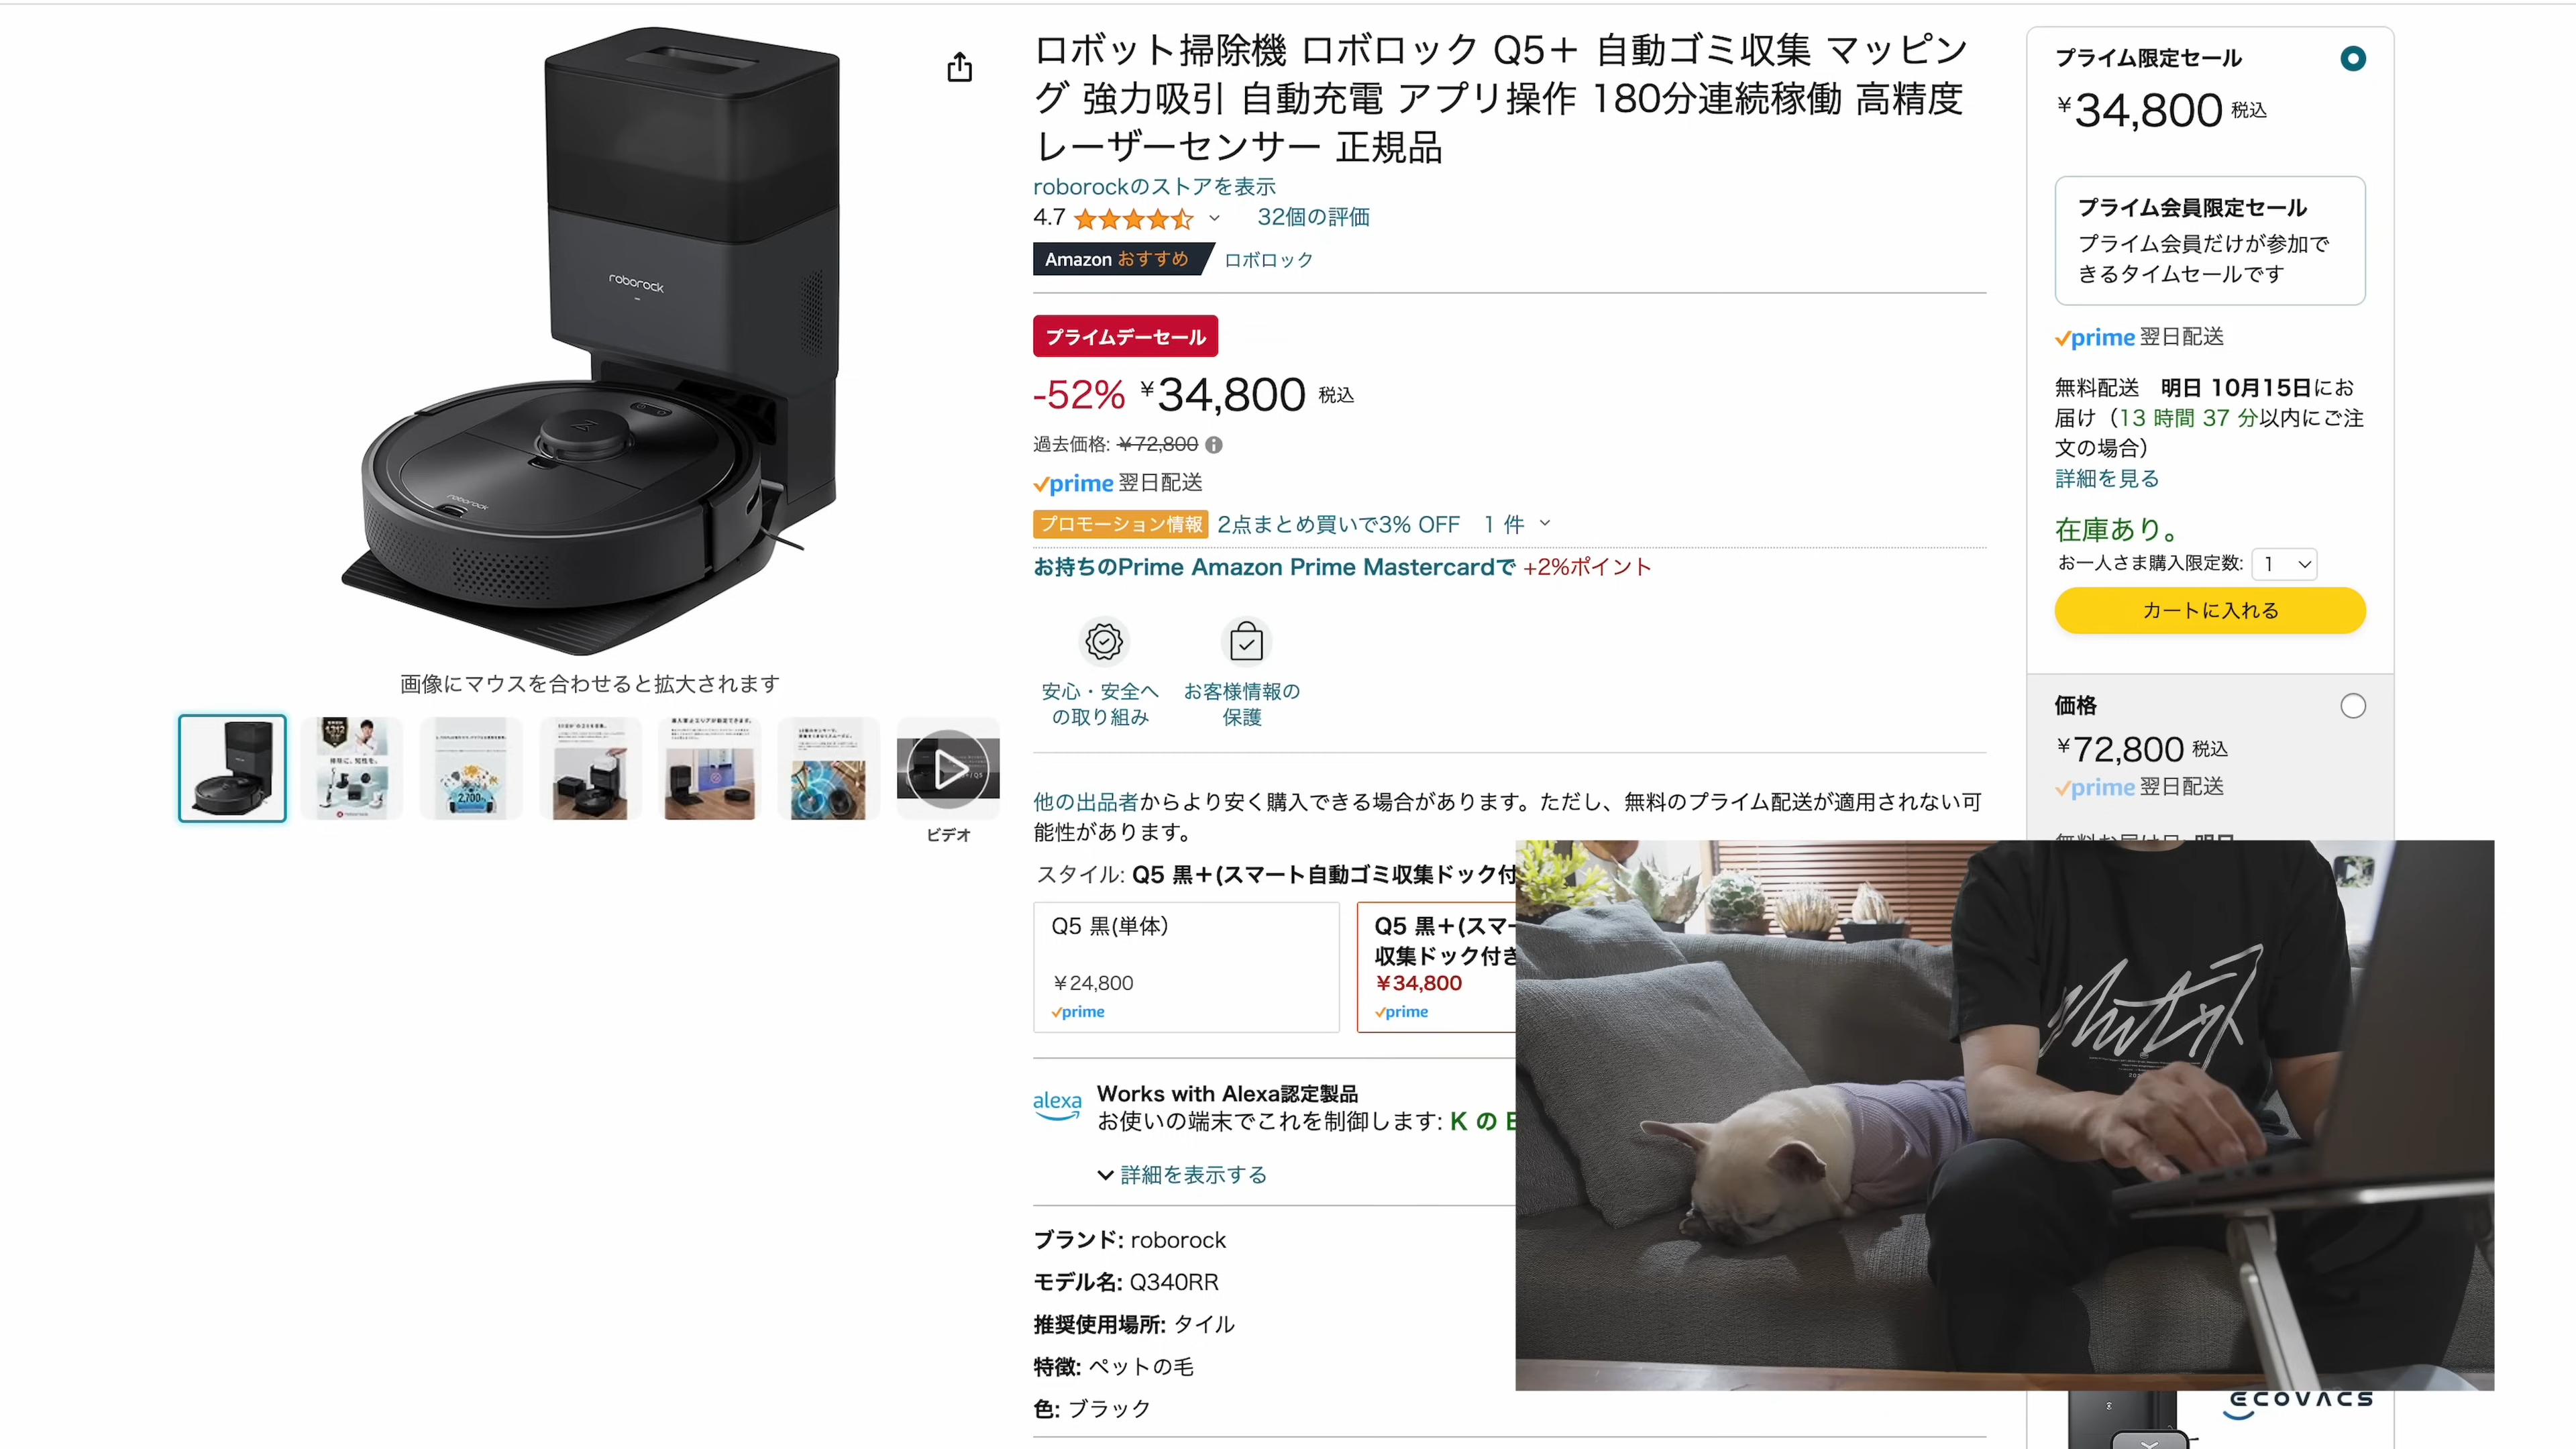 roborock
roborock
画像にマウスを合わせると拡大されます
2,700
ビデオ
ロボット掃除機 ロボロック Q5＋ 自動ゴミ収集 マッピン
グ 強力吸引 自動充電 アプリ操作 180分連続稼働 高精度
レーザーセンサー 正規品
roborockのストアを表示
4.7 32個の評価
Amazon おすすめ ロボロック
プライムデーセール
-52% ¥34,800 税込
過去価格: ¥72,800
prime 翌日配送
プロモーション情報 2点まとめ買いで3% OFF 1 件
お持ちのPrime Amazon Prime Mastercardで +2%ポイント
安心・安全へ
の取り組み
お客様情報の
保護
他の出品者からより安く購入できる場合があります。ただし、無料のプライム配送が適用されない可
能性があります。
スタイル: Q5 黒＋(スマート自動ゴミ収集ドック付
Q5 黒(単体)
¥24,800
prime
Q5 黒＋(スマー
収集ドック付き
¥34,800
prime
alexa
Works with Alexa認定製品
お使いの端末でこれを制御します: K の E
詳細を表示する
ブランド: roborock
モデル名: Q340RR
推奨使用場所: タイル
特徴: ペットの毛
色: ブラック
プライム限定セール
¥34,800 税込
プライム会員限定セール
プライム会員だけが参加で
きるタイムセールです
prime 翌日配送
無料配送 明日 10月15日にお
届け（13 時間 37 分以内にご注
文の場合）
詳細を見る
在庫あり。
お一人さま購入限定数: 1
カートに入れる
価格
¥72,800 税込
prime 翌日配送
ECOVACS